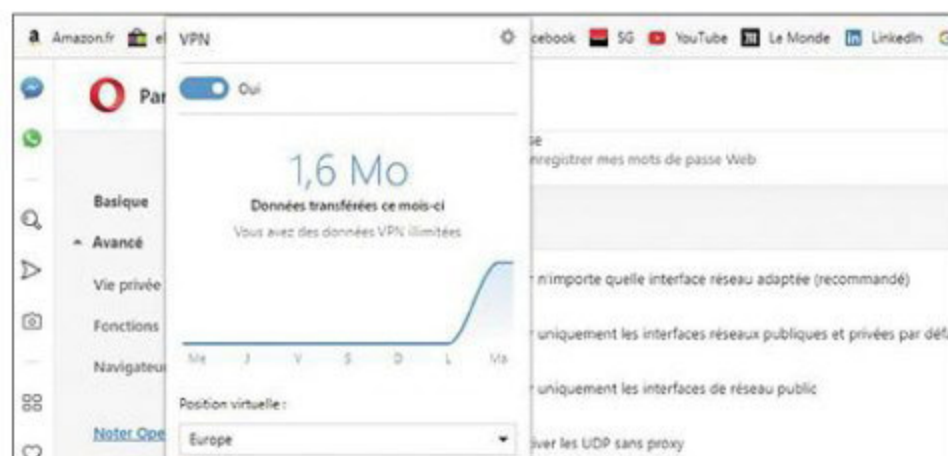 Amazon.fr el VPN cebook SG YouTube Le Monde LinkedIn
Oui
Par
se
nregistrer mes mots de passe Web
1,6 Mo
Données transférées ce mois-ci
Vous avez des données VPN illimitées
Basique
Avancé
Vie privée
Fonctions
Navigateur
Noter Ope
Me J V S D L Ma
Position virtuelle :
Europe
r n'importe quelle interface réseau adaptée (recommandé)
r uniquement les interfaces réseaux publiques et privées par défa
r uniquement les interfaces de réseau public
iver les UDP sans proxy